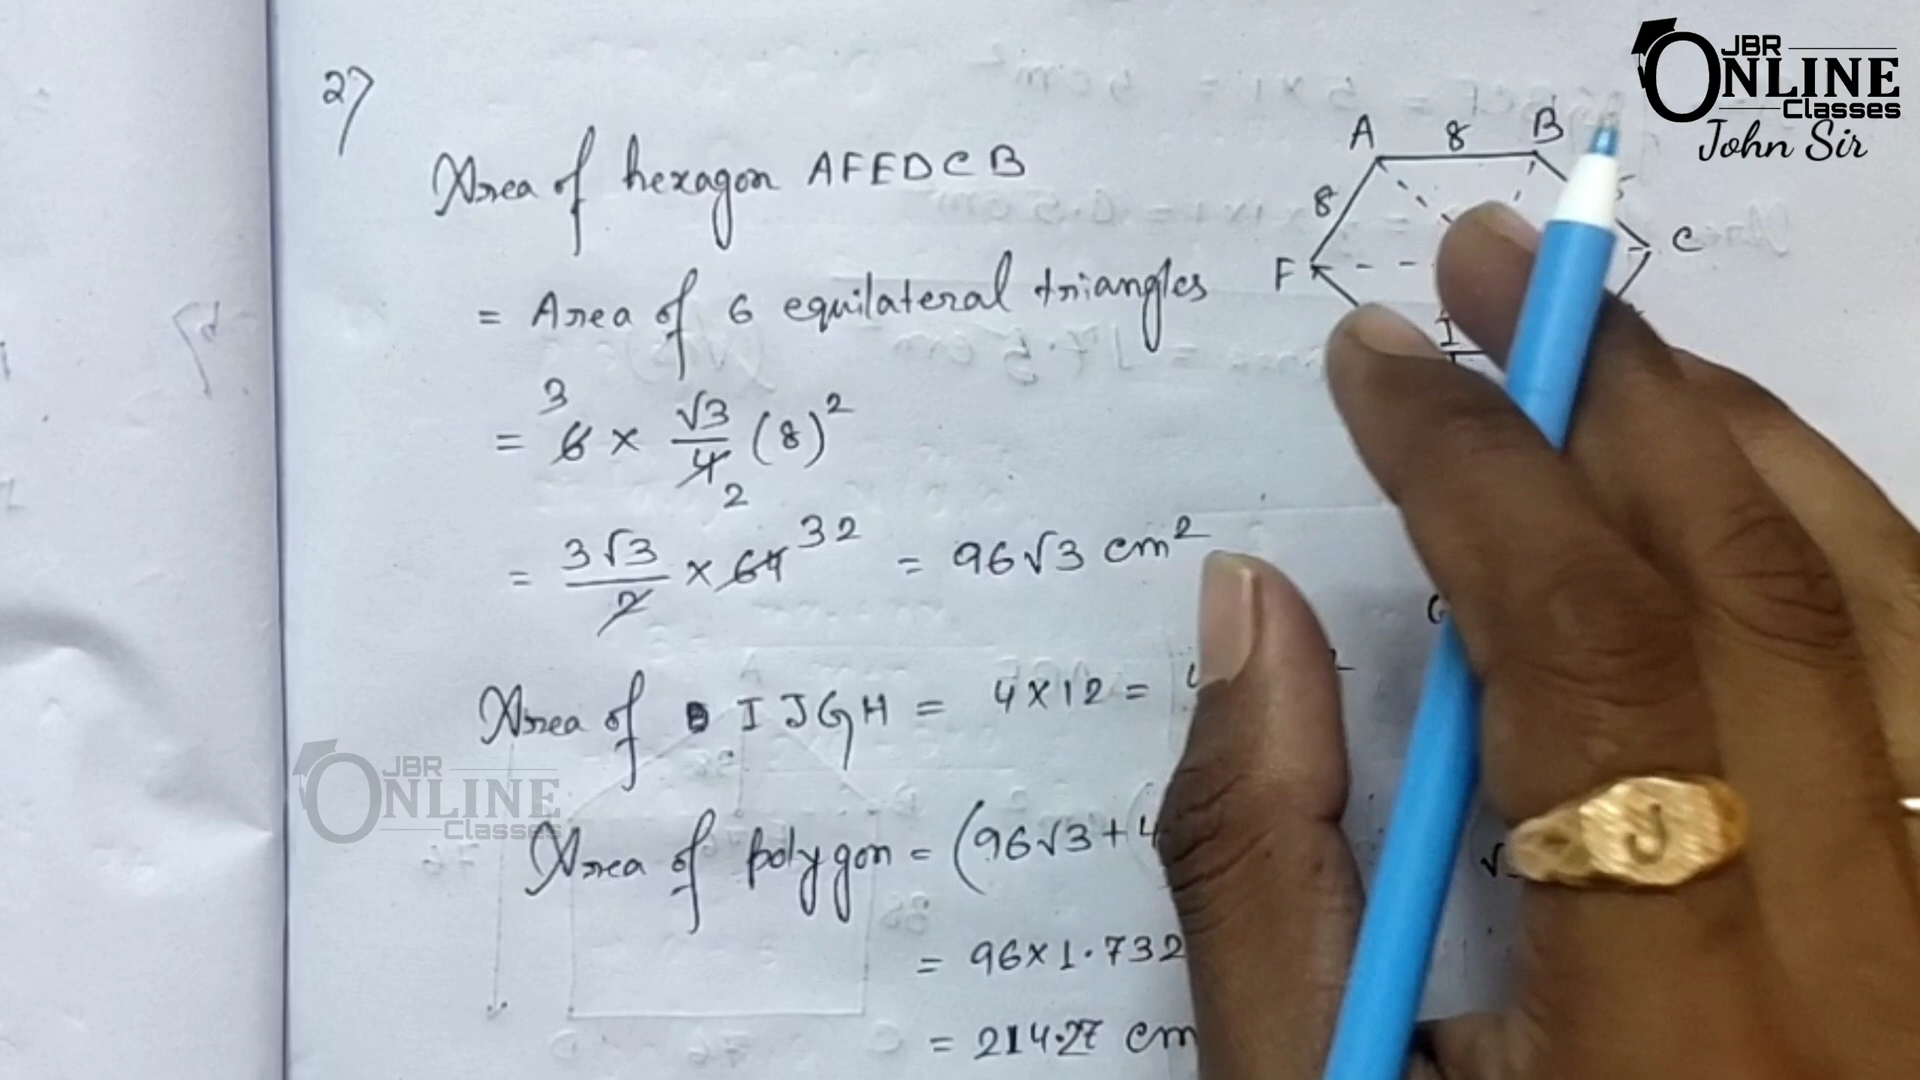 JBR
ONLINE
Classes
John Sir
27
Area of hexagon AFEDCB
A 8 B
8
F C
I
= Area of 6 equilateral triangles
3
= 6 × √3/4 (8)²
2
= 3√3/2 × 64 32 = 96√3 cm²
Area of IJGH = 4×12 =
JBR
ONLINE
Classes
Area of polygon = (96√3+4
= 96×1.732
= 214.27 cm